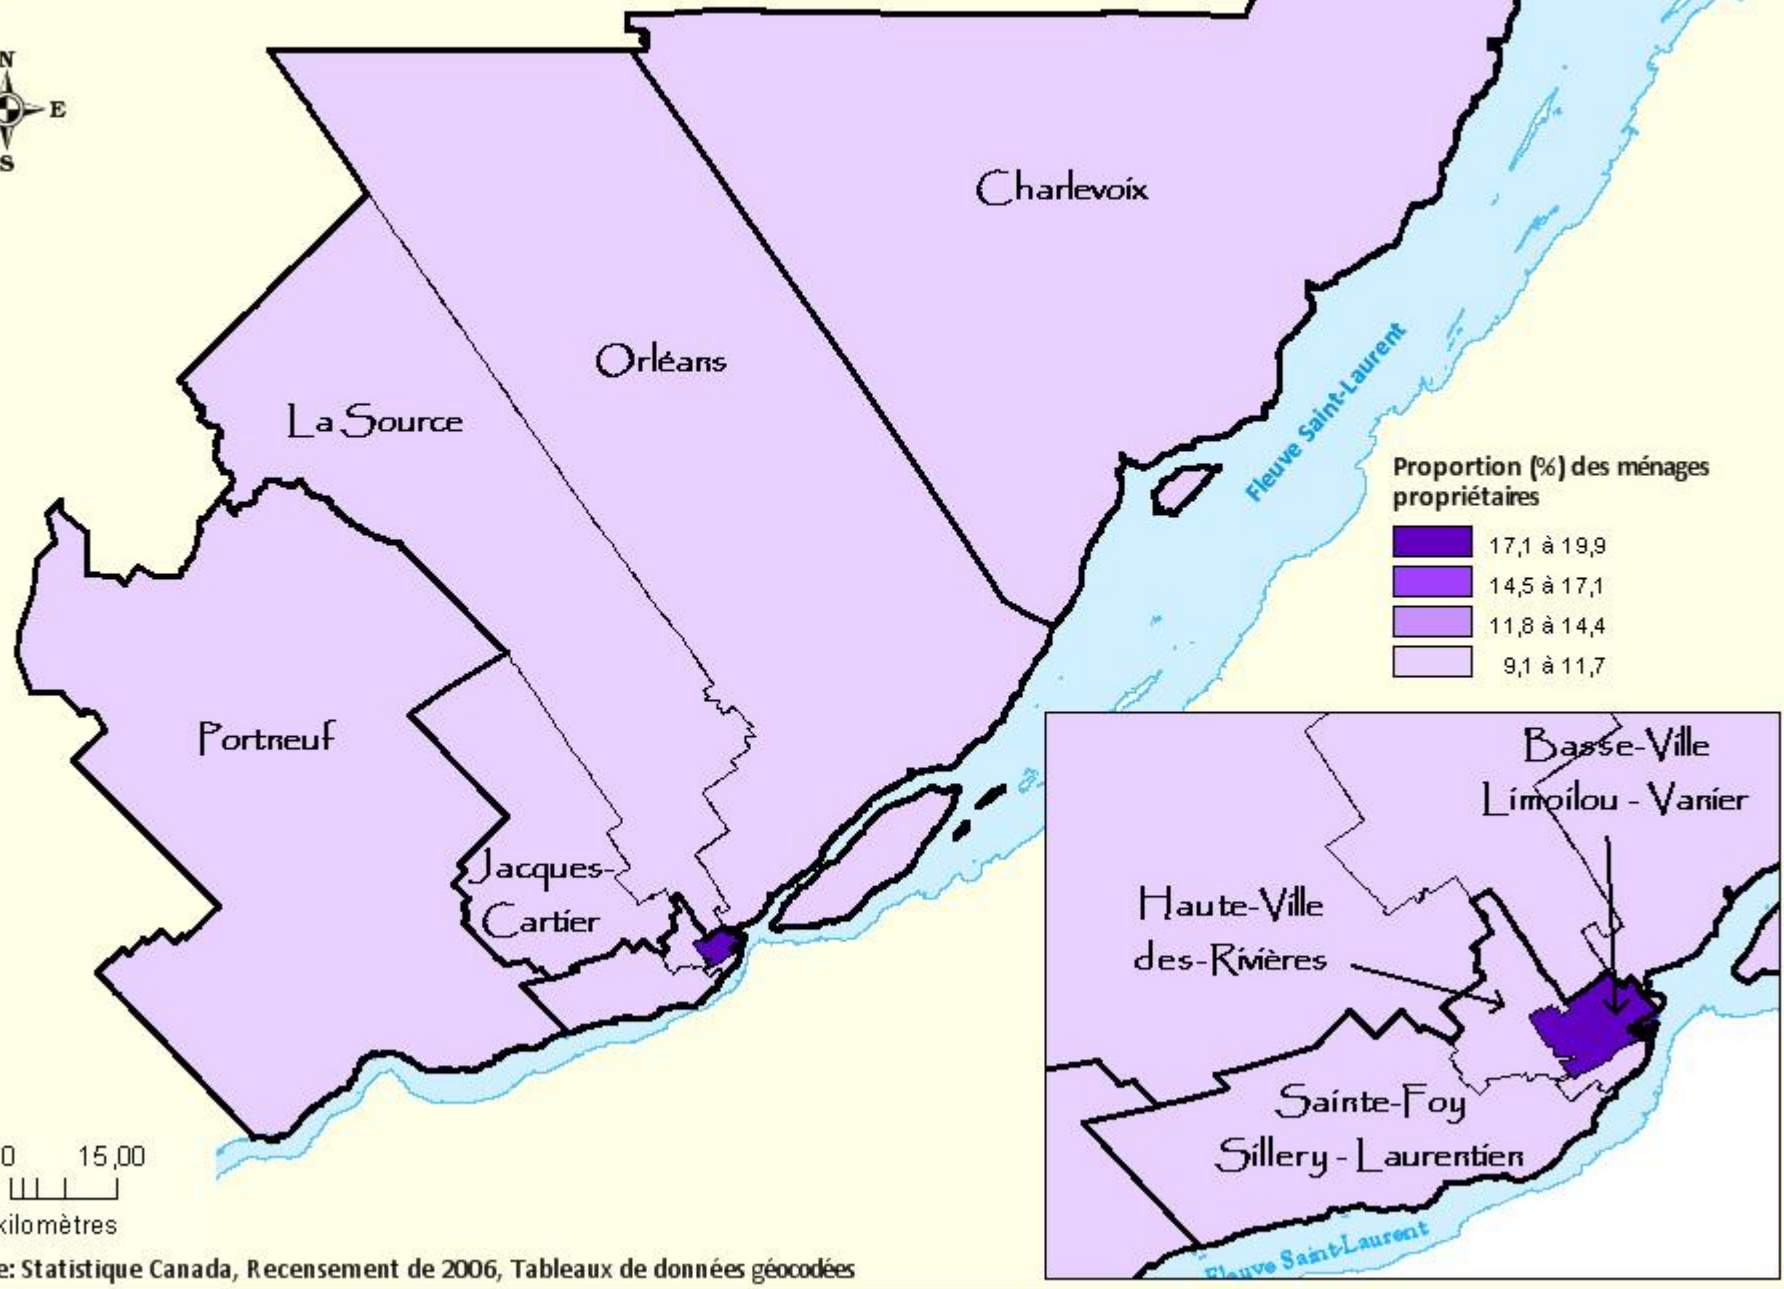 N
E
S
Charlevoix
Orléans
La Source
Fleuve Saint-Laurent
Proportion (%) des ménages
propriétaires
17,1 à 19,9
14,5 à 17,1
11,8 à 14,4
9,1 à 11,7
Portneuf
Jacques-
Cartier
Basse-Ville
Limoilou - Vanier
Haute-Ville
des-Rivières
Sainte-Foy
Sillery - Laurentien
Fleuve Saint-Laurent
0 15,00
kilomètres
e: Statistique Canada, Recensement de 2006, Tableaux de données géocodées